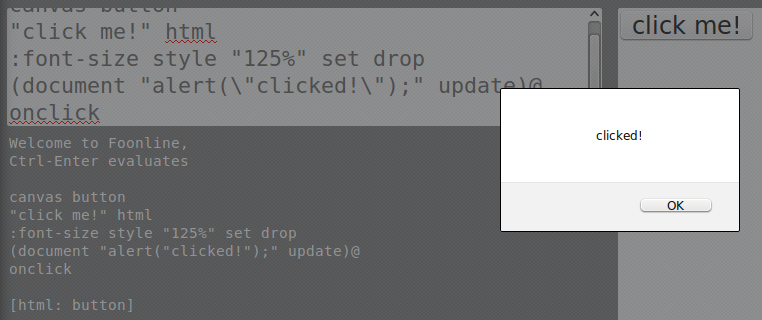 canvas button
"click me!" html
:font-size style "125%" set drop
(document "alert(\"clicked!\");" update)@
onclick
click me!
clicked!
OK
Welcome to Foonline,
Ctrl-Enter evaluates
canvas button
"click me!" html
:font-size style "125%" set drop
(document "alert("clicked!");" update)@
onclick
[html: button]